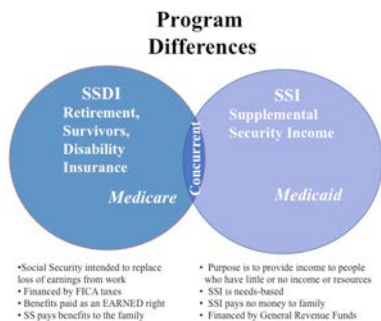 Program
Differences
SSDI
Retirement,
Survivors,
Disability
Insurance
Medicare
Concurrent
SSI
Supplemental
Security Income
Medicaid
•Social Security intended to replace
loss of earnings from work
• Financed by FICA taxes
• Benefits paid as an EARNED right
• SS pays benefits to the family
• Purpose is to provide income to people
who have little or no income or resources
• SSI is needs-based
• SSI pays no money to family
• Financed by General Revenue Funds